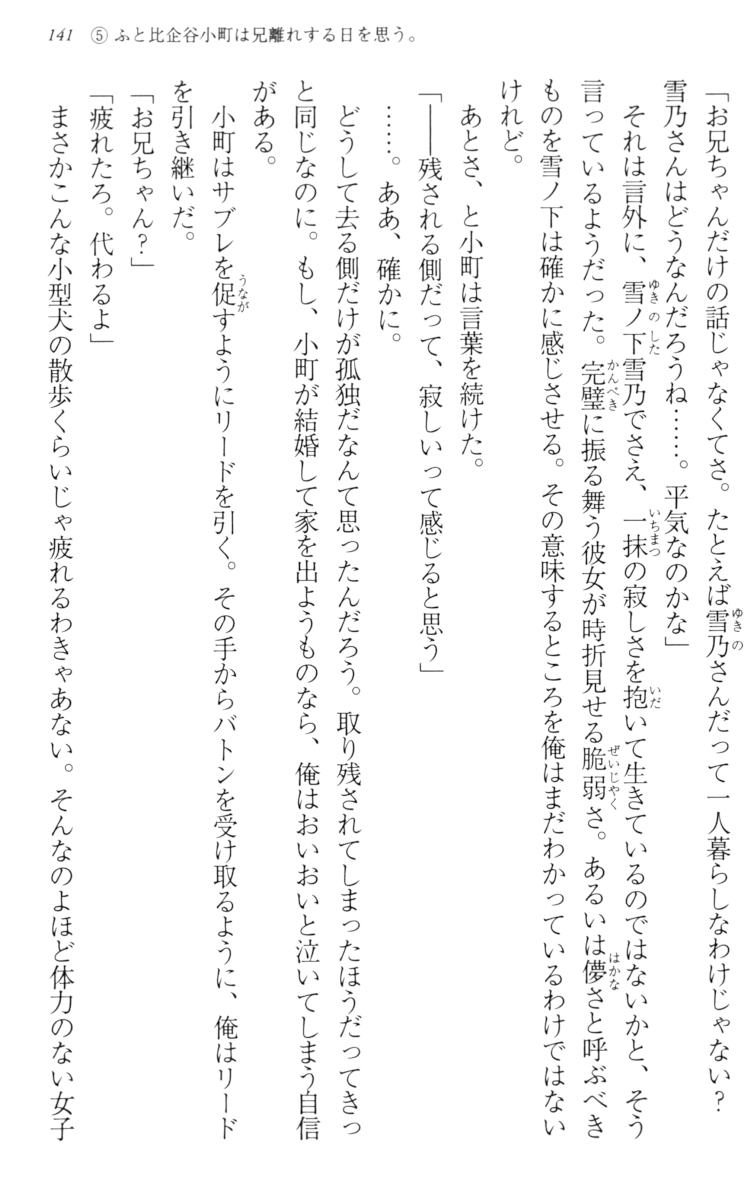 141 ⑤ ふと比企谷小町は兄離れする日を思う。
「お兄ちゃんだけの話じゃなくてさ。たとえば雪乃さんだって一人暮らしなわけじゃない？
雪乃さんはどうなんだろうね……。平気なのかな」
それは言外に、雪ノ下雪乃でさえ、一抹の寂しさを抱いて生きているのではないかと、そう
言っているようだった。完璧に振る舞う彼女が時折見せる脆弱さ。あるいは儚さと呼ぶべき
ものを雪ノ下は確かに感じさせる。その意味するところを俺はまだわかっているわけではない
けれど。
あとさ、と小町は言葉を続けた。
「――残される側だって、寂しいって感じると思う」
……。ああ、確かに。
どうして去る側だけが孤独だなんて思ったんだろう。取り残されてしまったほうだってきっ
と同じなのに。もし、小町が結婚して家を出ようものなら、俺はおいおいと泣いてしまう自信
がある。
小町はサブレを促すようにリードを引く。その手からバトンを受け取るように、俺はリード
を引き継いだ。
「お兄ちゃん？」
「疲れたろ。代わるよ」
まさかこんな小型犬の散歩くらいじゃ疲れるわきゃあない。そんなのよほど体力のない女子